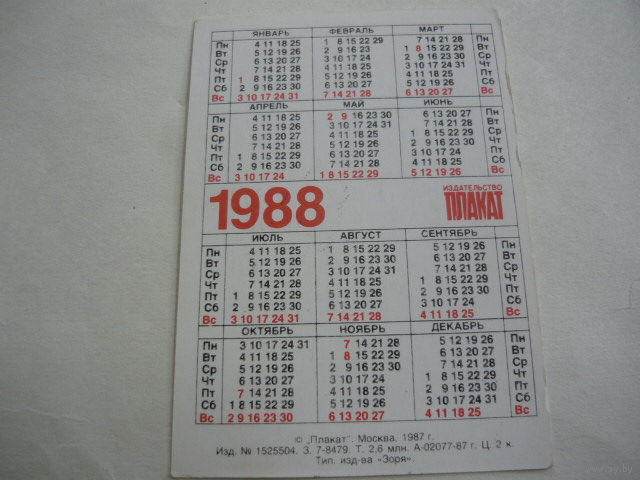 ЯНВАРЬ ФЕВРАЛЬ МАРТ
Пн 4 11 18 25 1 8 15 22 29 7 14 21 28 Пн
Вт 5 12 19 26 2 9 16 23 1 8 15 22 29 Вт
Ср 6 13 20 27 3 10 17 24 2 9 16 23 30 Ср
Чт 7 14 21 28 4 11 18 25 3 10 17 24 31 Чт
Пт 1 8 15 22 29 5 12 19 26 4 11 18 25 Пт
Сб 2 9 16 23 30 6 13 20 27 5 12 19 26 Сб
Вс 3 10 17 24 31 7 14 21 28 6 13 20 27 Вс
АПРЕЛЬ МАЙ ИЮНЬ
Пн 4 11 18 25 2 9 16 23 30 6 13 20 27 Пн
Вт 5 12 19 26 3 10 17 24 31 7 14 21 28 Вт
Ср 6 13 20 27 4 11 18 25 1 8 15 22 29 Ср
Чт 7 14 21 28 5 12 19 26 2 9 16 23 30 Чт
Пт 1 8 15 22 29 6 13 20 27 3 10 17 24 Пт
Сб 2 9 16 23 30 7 14 21 28 4 11 18 25 Сб
Вс 3 10 17 24 1 8 15 22 29 5 12 19 26 Вс
1988
ИЗДАТЕЛЬСТВО
ПЛАКАТ
ИЮЛЬ АВГУСТ СЕНТЯБРЬ
Пн 4 11 18 25 1 8 15 22 29 5 12 19 26 Пн
Вт 5 12 19 26 2 9 16 23 30 6 13 20 27 Вт
Ср 6 13 20 27 3 10 17 24 31 7 14 21 28 Ср
Чт 7 14 21 28 4 11 18 25 1 8 15 22 29 Чт
Пт 1 8 15 22 29 5 12 19 26 2 9 16 23 30 Пт
Сб 2 9 16 23 30 6 13 20 27 3 10 17 24 Сб
Вс 3 10 17 24 31 7 14 21 28 4 11 18 25 Вс
ОКТЯБРЬ НОЯБРЬ ДЕКАБРЬ
Пн 3 10 17 24 31 7 14 21 28 5 12 19 26 Пн
Вт 4 11 18 25 1 8 15 22 29 6 13 20 27 Вт
Ср 5 12 19 26 2 9 16 23 30 7 14 21 28 Ср
Чт 6 13 20 27 3 10 17 24 1 8 15 22 29 Чт
Пт 7 14 21 28 4 11 18 25 2 9 16 23 30 Пт
Сб 1 8 15 22 29 5 12 19 26 3 10 17 24 31 Сб
Вс 2 9 16 23 30 6 13 20 27 4 11 18 25 Вс
© „Плакат". Москва. 1987 г.
Изд. № 1525504. З. 7-8479. Т. 2,6 млн. А-02077-87 г. Ц. 2 к.
Тип. изд-ва «Зоря».